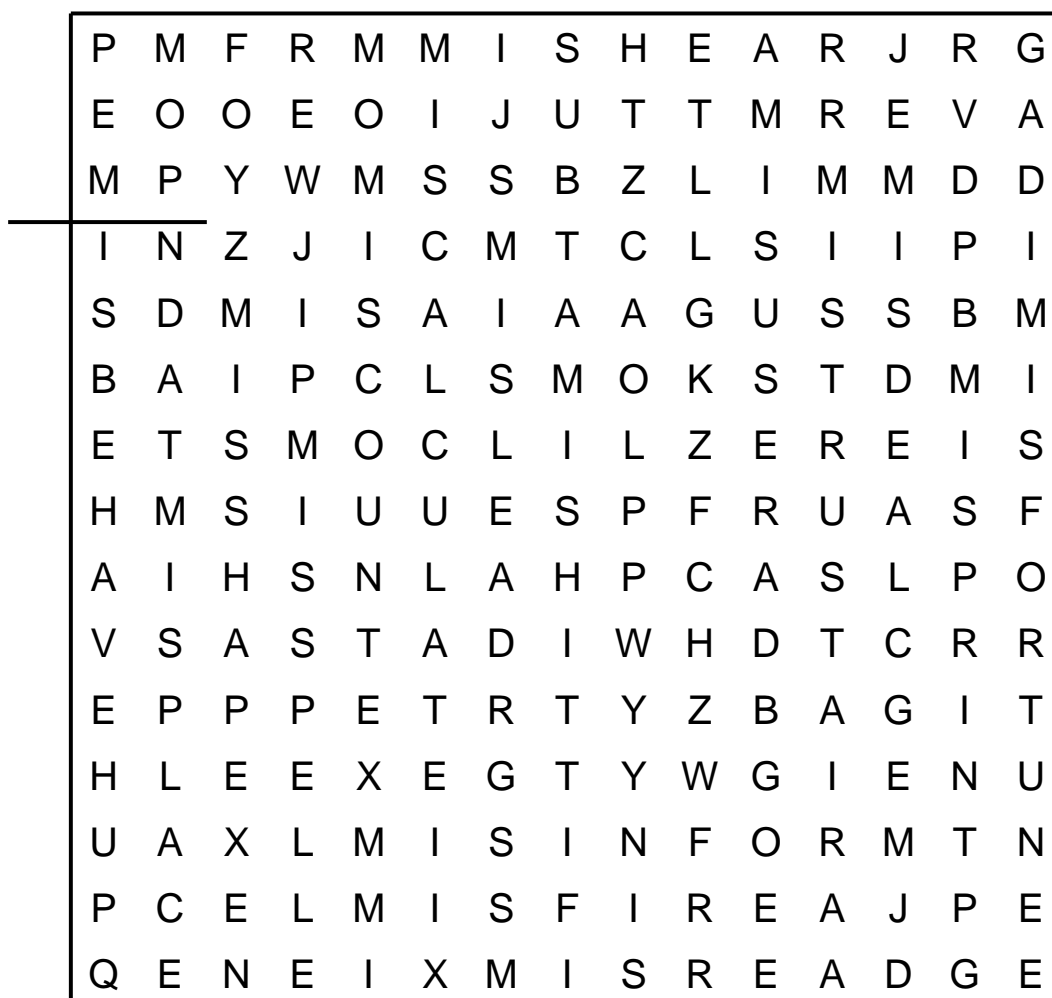 P M F R M M I S H E A R J R G
E O O E O I J U T T M R E V A
M P Y W M S S B Z L I M M D D
I N Z J I C M T C L S I I P I
S D M I S A I A A G U S S B M
B A I P C L S M O K S T D M I
E T S M O C L I L Z E R E I S
H M S I U U E S P F R U A S F
A I H S N L A H P C A S L P O
V S A S T A D I W H D T C R R
E P P P E T R T Y Z B A G I T
H L E E X E G T Y W G I E N U
U A X L M I S I N F O R M T N
P C E L M I S F I R E A J P E
Q E N E I X M I S R E A D G E